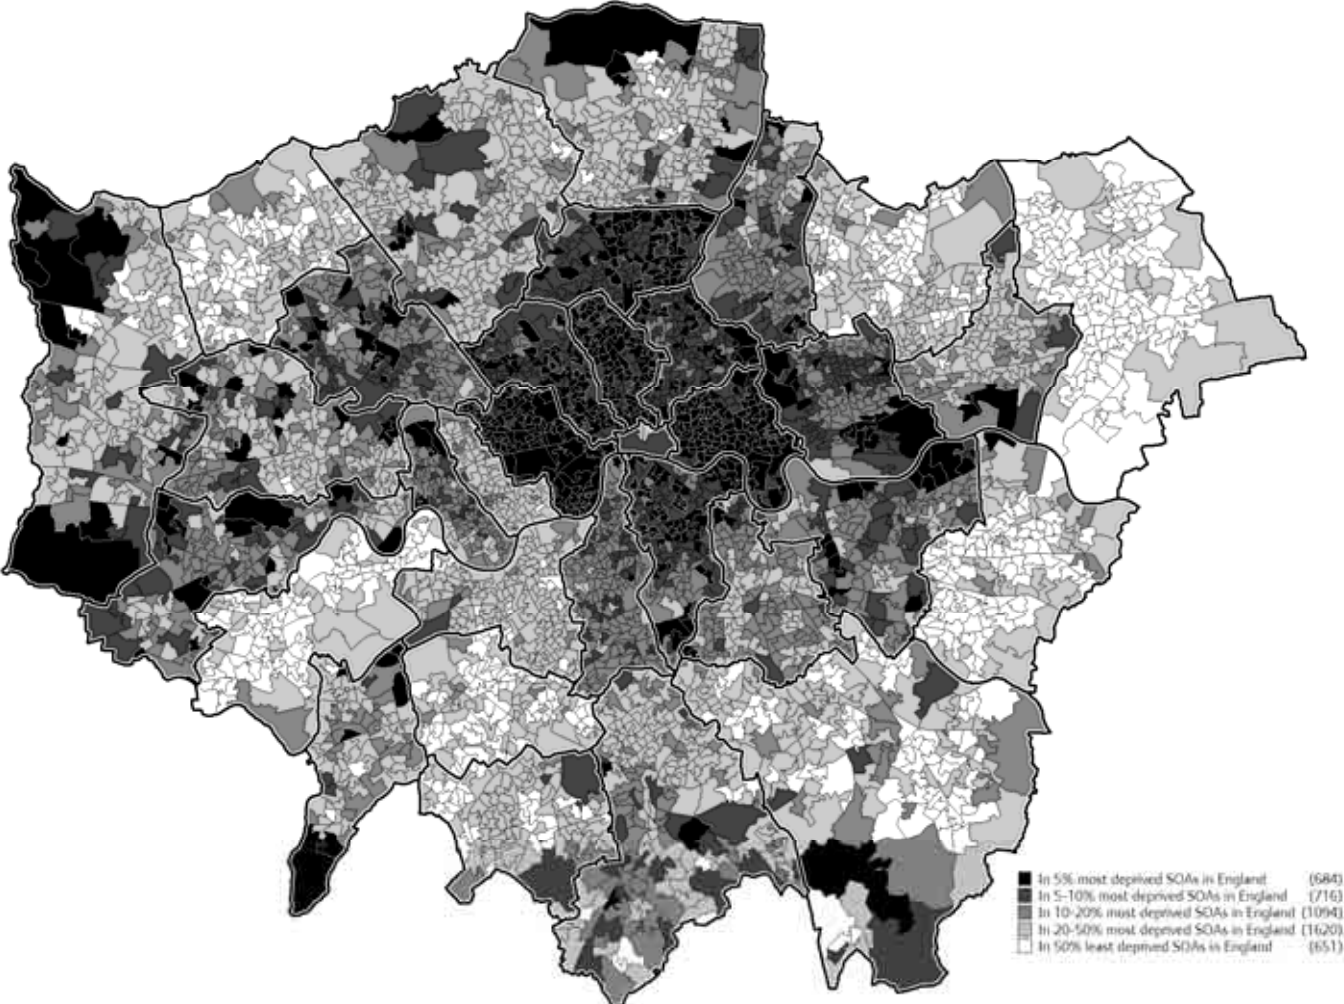 In 5% most deprived SOAs in England (684)
In 5-10% most deprived SOAs in England (716)
In 10-20% most deprived SOAs in England (1094)
In 20-50% most deprived SOAs in England (1620)
In 50% least deprived SOAs in England (651)